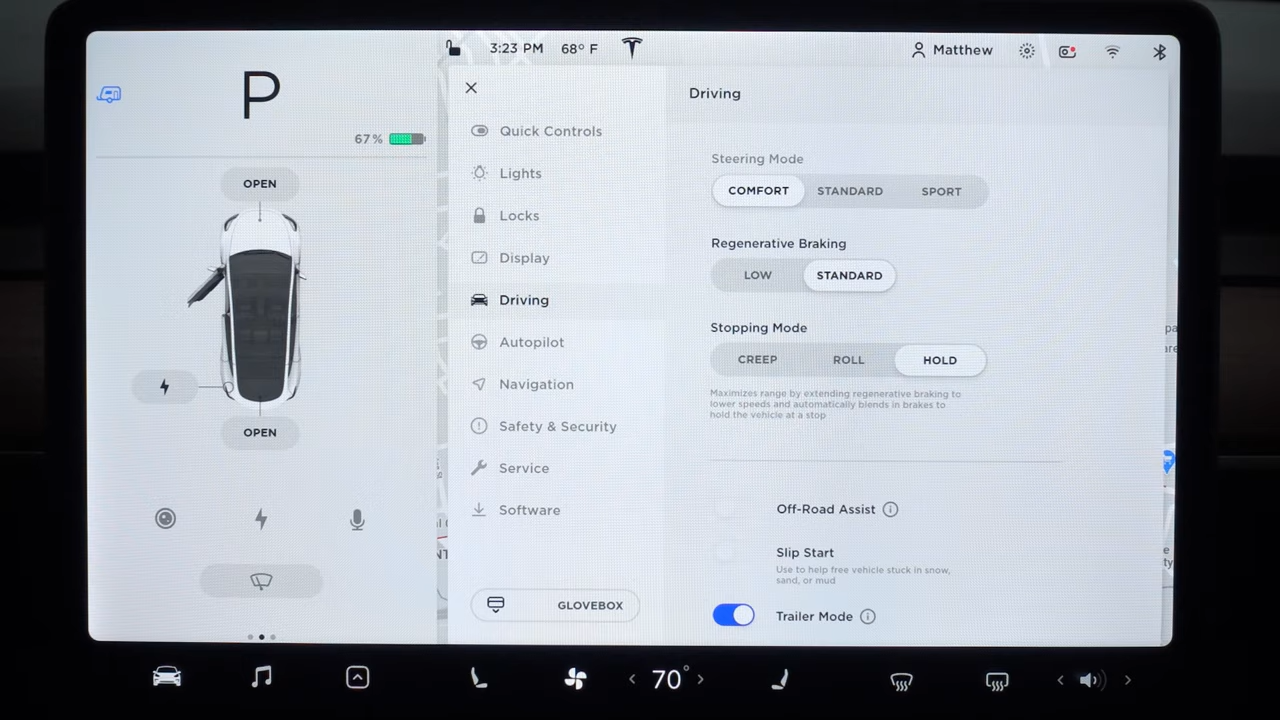 3:23 PM 68° F
Matthew
P
67 %
OPEN
OPEN
Quick Controls
Lights
Locks
Display
Driving
Autopilot
Navigation
Safety & Security
Service
Software
GLOVEBOX
Driving
Steering Mode
COMFORT STANDARD SPORT
Regenerative Braking
LOW STANDARD
Stopping Mode
CREEP ROLL HOLD
Maximizes range by extending regenerative braking to
lower speeds and automatically blends in brakes to
hold the vehicle at a stop
Off-Road Assist
Slip Start
Use to help free vehicle stuck in snow,
sand, or mud
Trailer Mode
70°